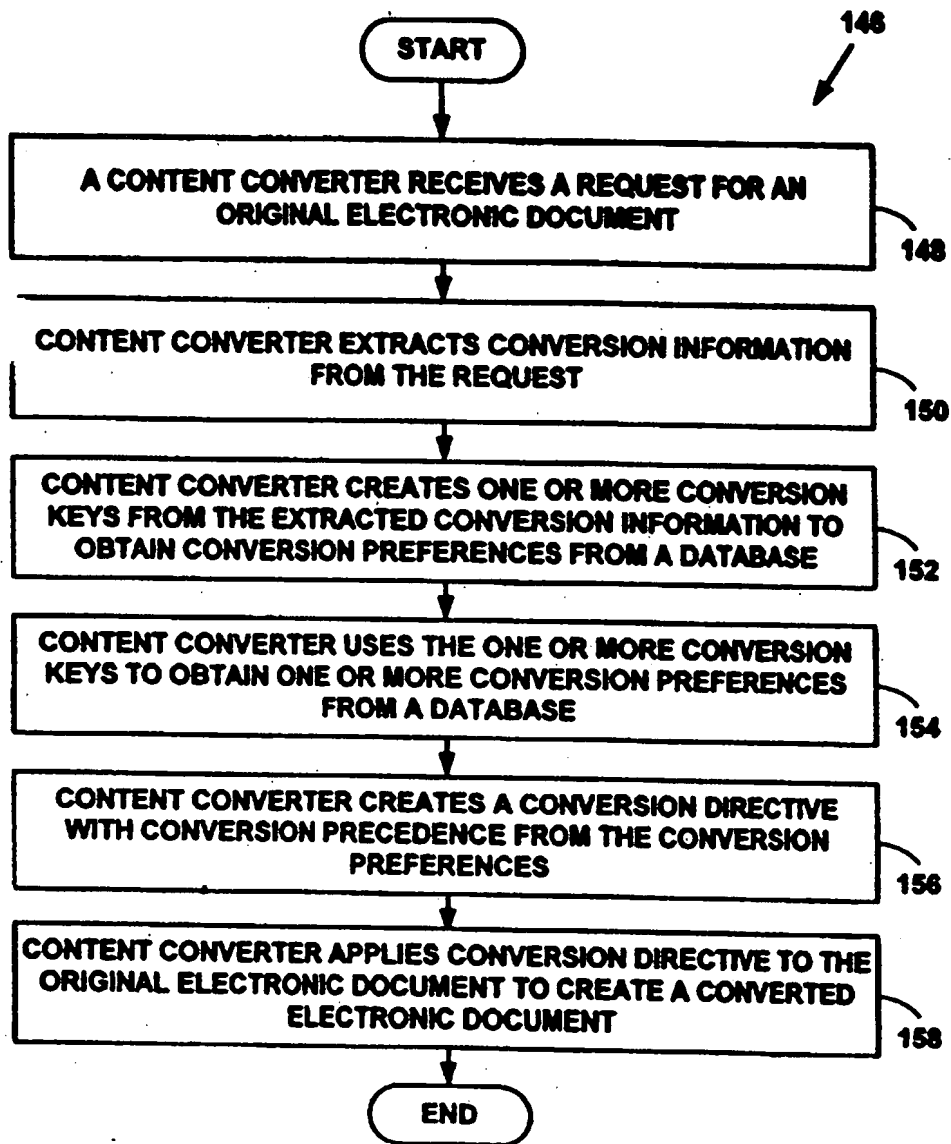 146
START
A CONTENT CONVERTER RECEIVES A REQUEST FOR AN
ORIGINAL ELECTRONIC DOCUMENT
148
CONTENT CONVERTER EXTRACTS CONVERSION INFORMATION
FROM THE REQUEST
150
CONTENT CONVERTER CREATES ONE OR MORE CONVERSION
KEYS FROM THE EXTRACTED CONVERSION INFORMATION TO
OBTAIN CONVERSION PREFERENCES FROM A DATABASE
152
CONTENT CONVERTER USES THE ONE OR MORE CONVERSION
KEYS TO OBTAIN ONE OR MORE CONVERSION PREFERENCES
FROM A DATABASE
154
CONTENT CONVERTER CREATES A CONVERSION DIRECTIVE
WITH CONVERSION PRECEDENCE FROM THE CONVERSION
PREFERENCES
156
CONTENT CONVERTER APPLIES CONVERSION DIRECTIVE TO THE
ORIGINAL ELECTRONIC DOCUMENT TO CREATE A CONVERTED
ELECTRONIC DOCUMENT
158
END